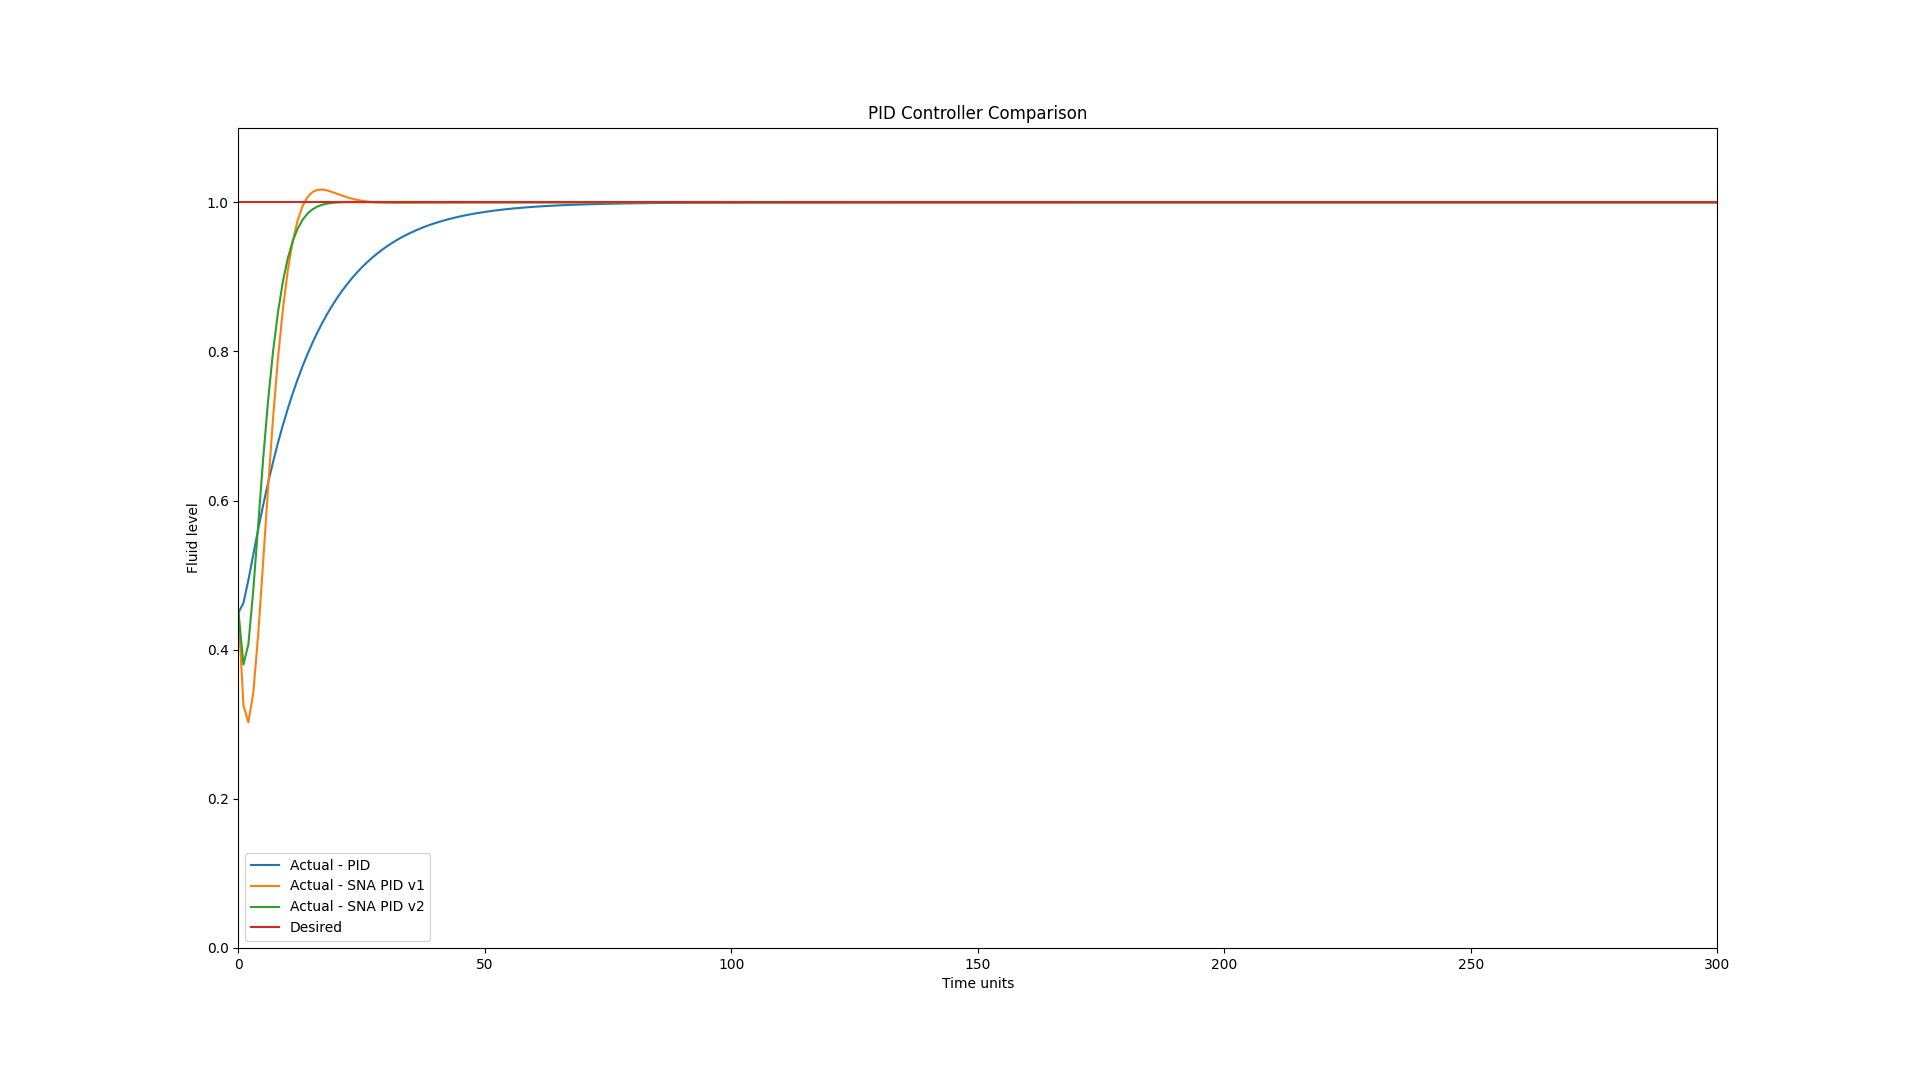 PID Controller Comparison
1.0
0.8
0.6
0.4
0.2
0.0
Fluid level
Actual - PID
Actual - SNA PID v1
Actual - SNA PID v2
Desired
0 50 100 150 200 250 300
Time units